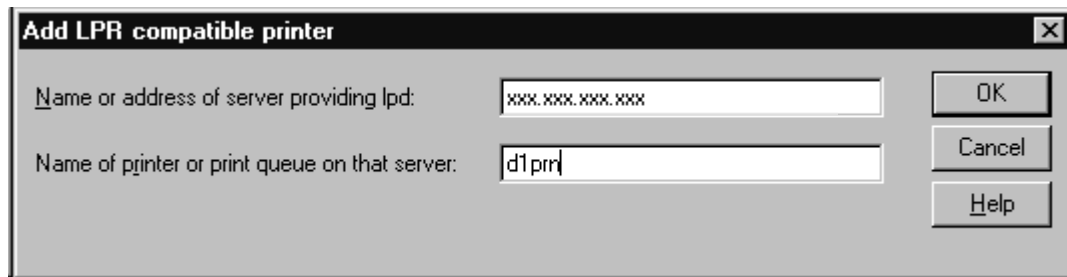 Add LPR compatible printer
Name or address of server providing lpd: xxx.xxx.xxx.xxx OK
Name of printer or print queue on that server: d1prn Cancel
Help